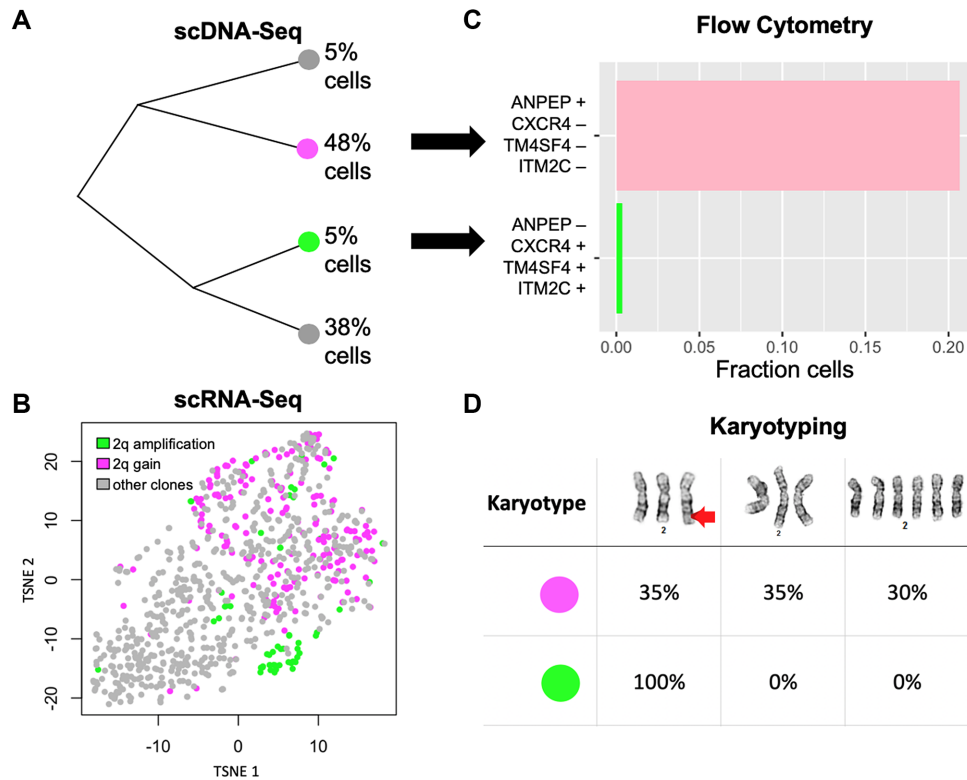 A
scDNA-Seq
5%
cells
48%
cells
5%
cells
38%
cells
C
Flow Cytometry
ANPEP +
CXCR4 –
TM4SF4 –
ITM2C –
ANPEP –
CXCR4 +
TM4SF4 +
ITM2C +
0.00 0.05 0.10 0.15 0.20
Fraction cells
B
scRNA-Seq
2q amplification
2q gain
other clones
20
10
0
-10
-20
TSNE 2
-10 0 10
TSNE 1
D
Karyotyping
Karyotype
2 2 2
35% 35% 30%
100% 0% 0%